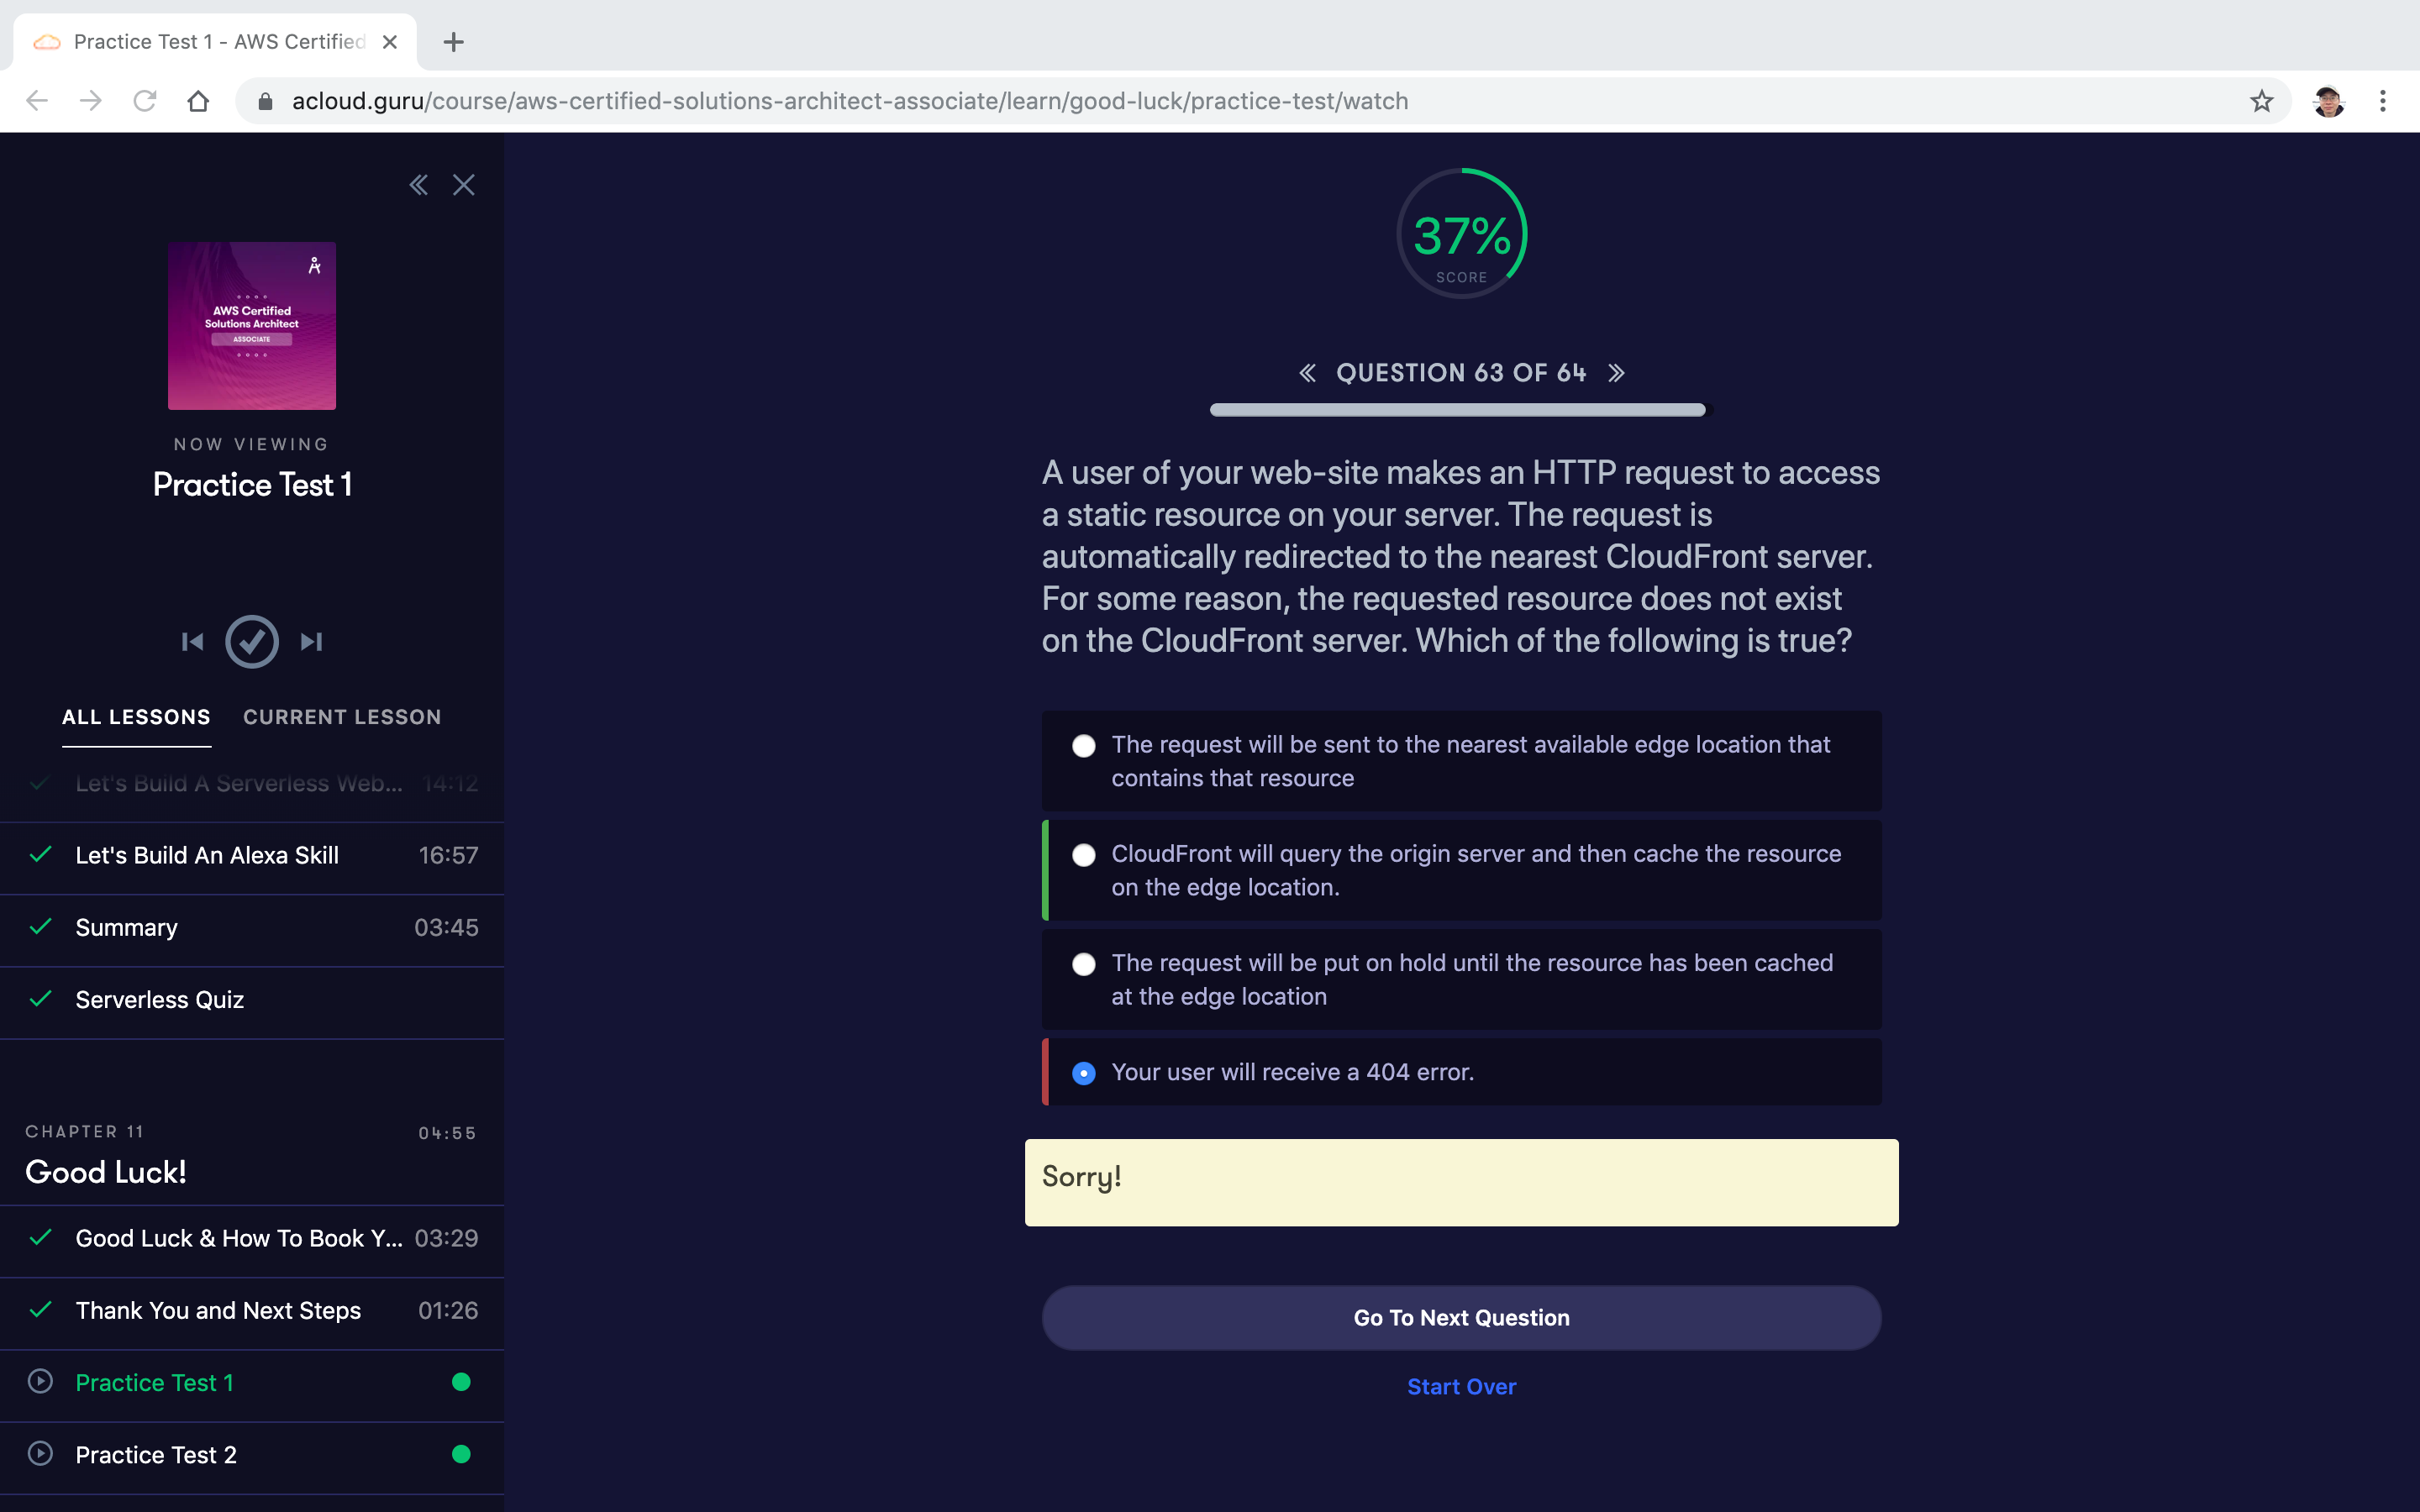 Practice Test 1 - AWS Certified
acloud.guru/course/aws-certified-solutions-architect-associate/learn/good-luck/practice-test/watch
AWS Certified
Solutions Architect
ASSOCIATE
NOW VIEWING
Practice Test 1
ALL LESSONS CURRENT LESSON
Let's Build A Serverless Web... 14:12
Let's Build An Alexa Skill 16:57
Summary 03:45
Serverless Quiz
CHAPTER 11 04:55
Good Luck!
Good Luck & How To Book Y... 03:29
Thank You and Next Steps 01:26
Practice Test 1
Practice Test 2
37%
SCORE
QUESTION 63 OF 64
A user of your web-site makes an HTTP request to access
a static resource on your server. The request is
automatically redirected to the nearest CloudFront server.
For some reason, the requested resource does not exist
on the CloudFront server. Which of the following is true?
The request will be sent to the nearest available edge location that
contains that resource
CloudFront will query the origin server and then cache the resource
on the edge location.
The request will be put on hold until the resource has been cached
at the edge location
Your user will receive a 404 error.
Sorry!
Go To Next Question
Start Over